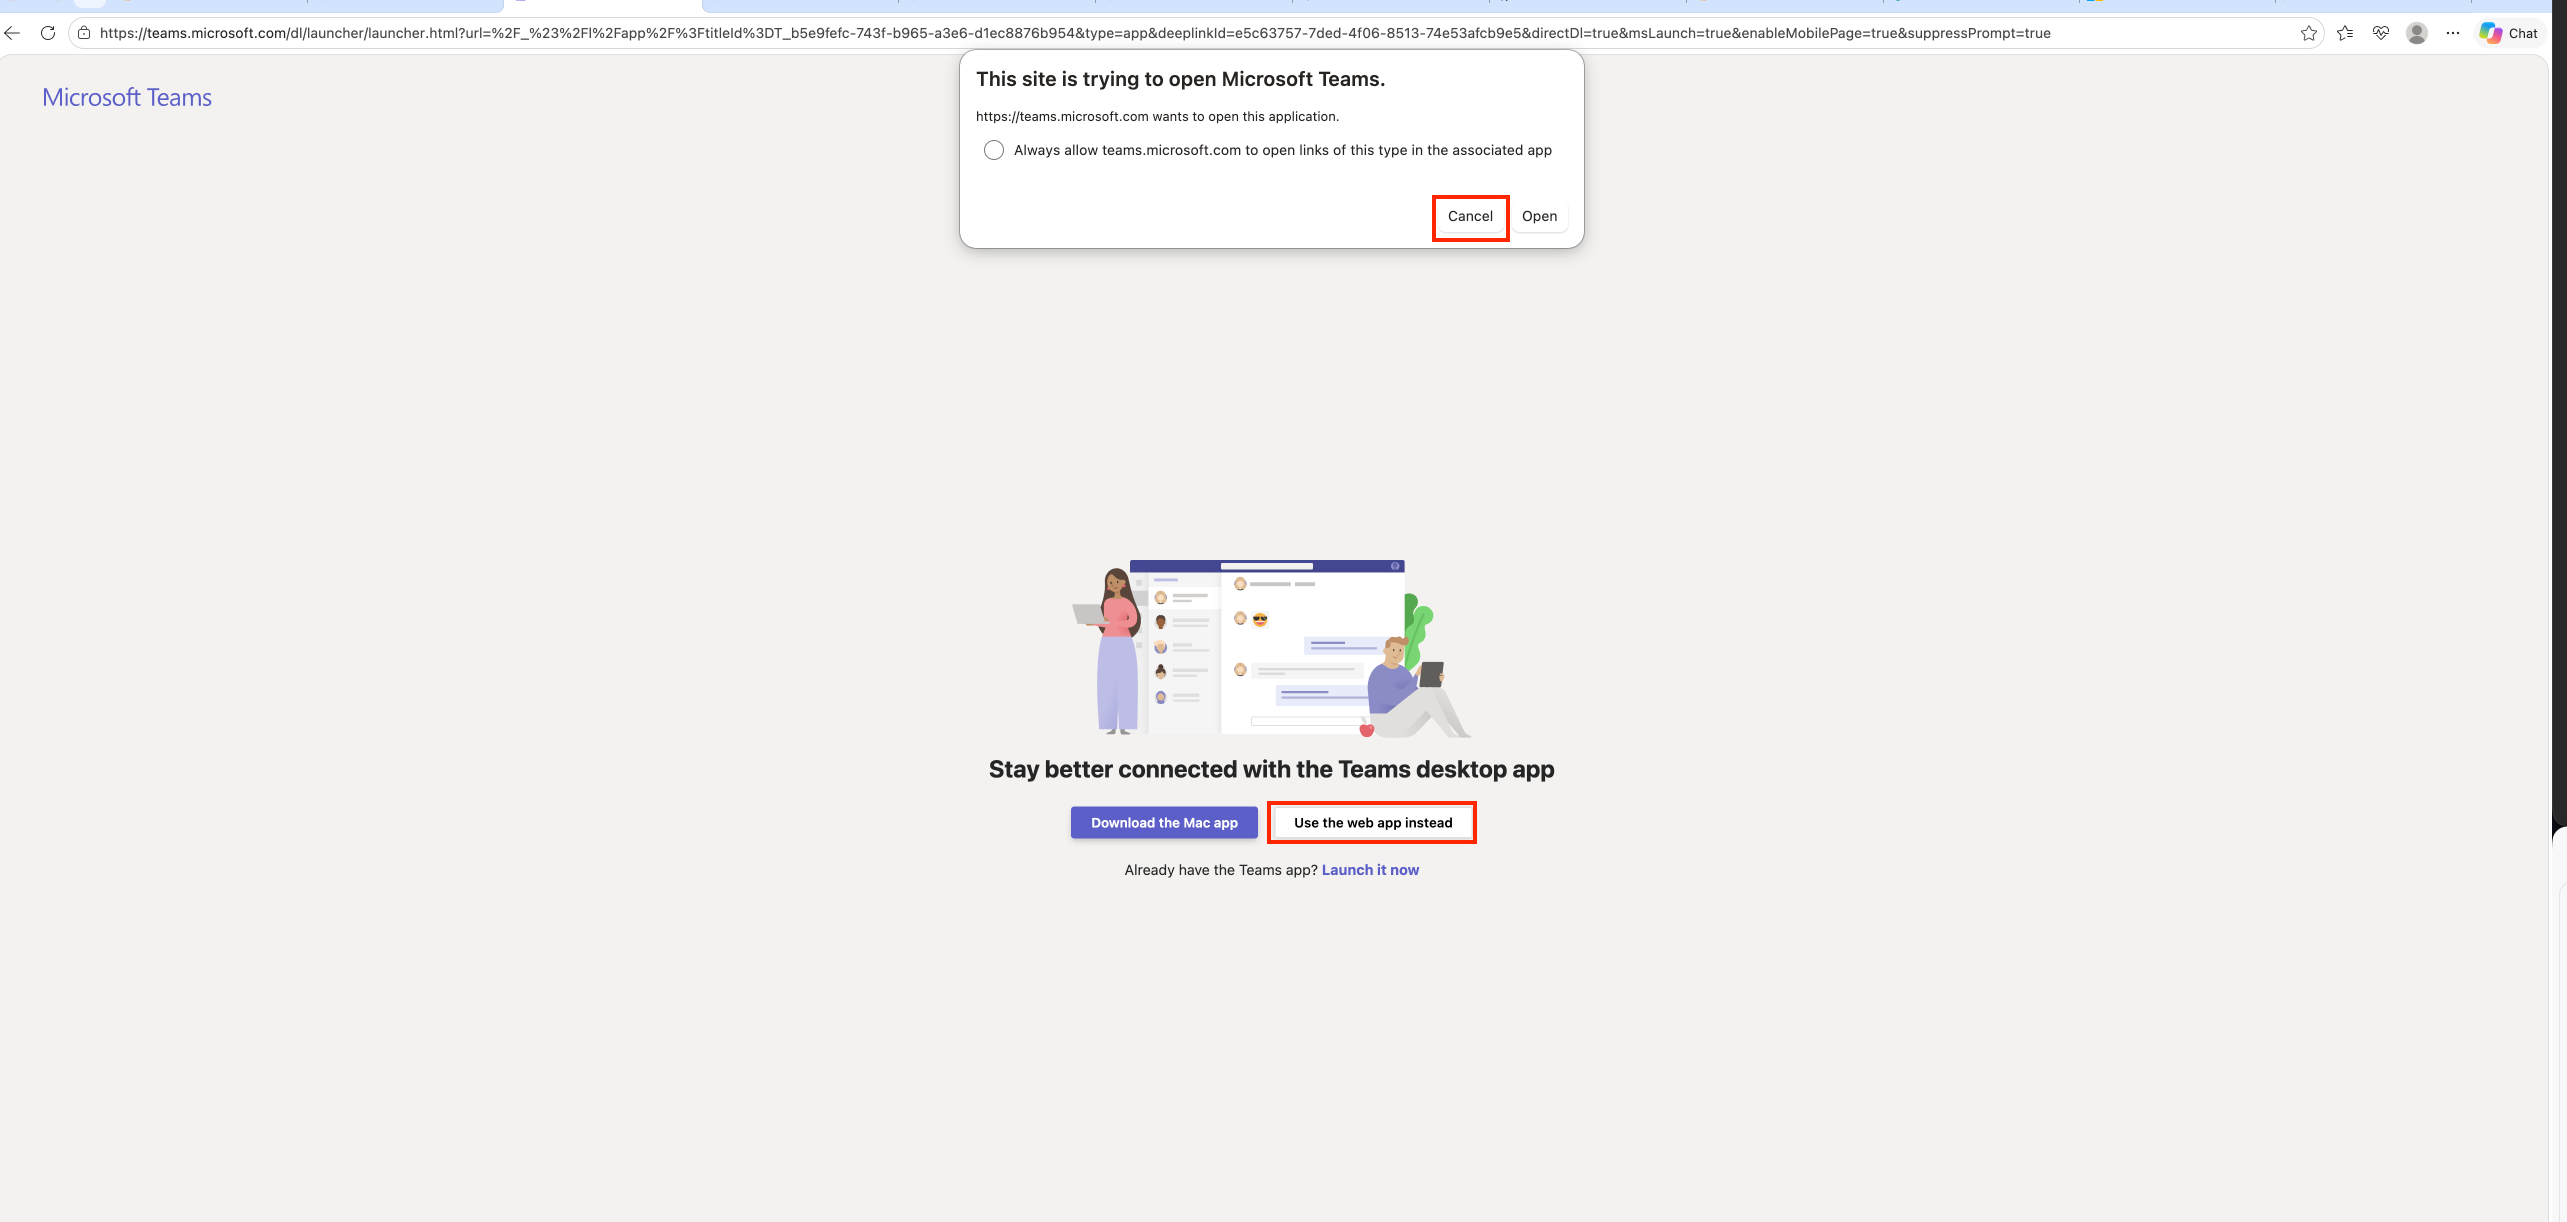 https://teams.microsoft.com/dl/launcher/launcher.html?url=%2F_%23%2Fl%2Fapp%2F%3FtitleId%3DT_b5e9fefc-743f-b965-a3e6-d1ec8876b954&type=app&deeplinkId=e5c63757-7ded-4f06-8513-74e53afcb9e5&directDl=true&msLaunch=true&enableMobilePage=true&suppressPrompt=true
Chat
Microsoft Teams
This site is trying to open Microsoft Teams.
https://teams.microsoft.com wants to open this application.
Always allow teams.microsoft.com to open links of this type in the associated app
Cancel
Open
Stay better connected with the Teams desktop app
Download the Mac app
Use the web app instead
Already have the Teams app? Launch it now